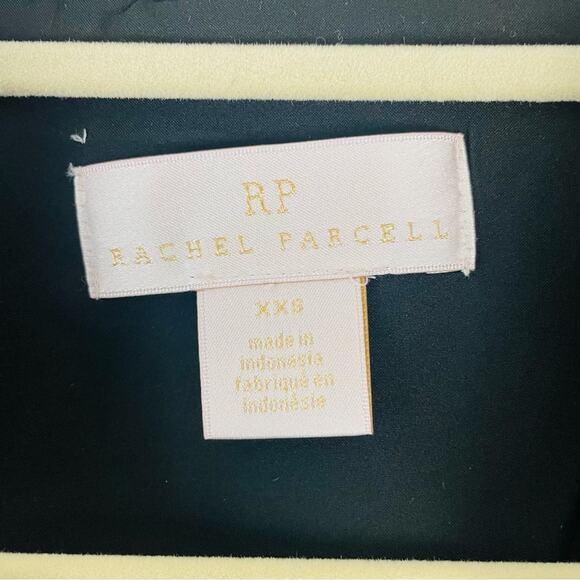 RP
RACHEL PARCELL
XXS
made in
indonesia
fabriqué en
indonésie